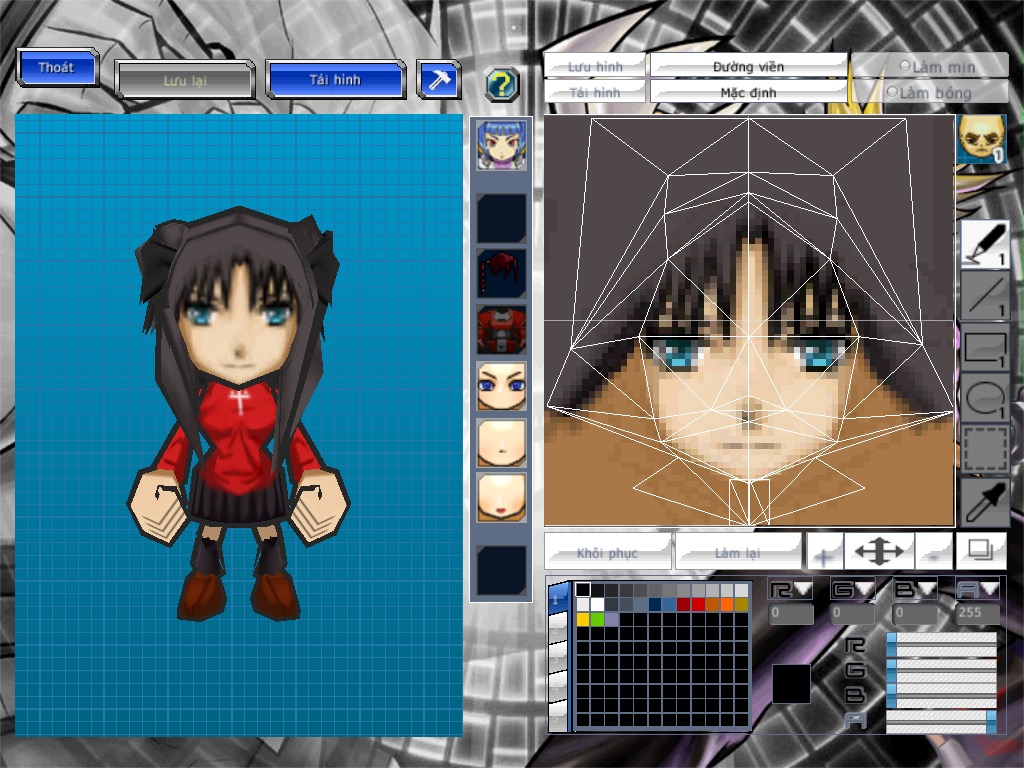 Thoát
Lưu lại
Tải hình
?
Lưu hình
Đường viền
Làm mịn
Tải hình
Mặc định
Làm bóng
1
1
1
1
1
Khôi phục
Làm lại
+
-
1
R G B A
0 0 0 255
R
G
B
A